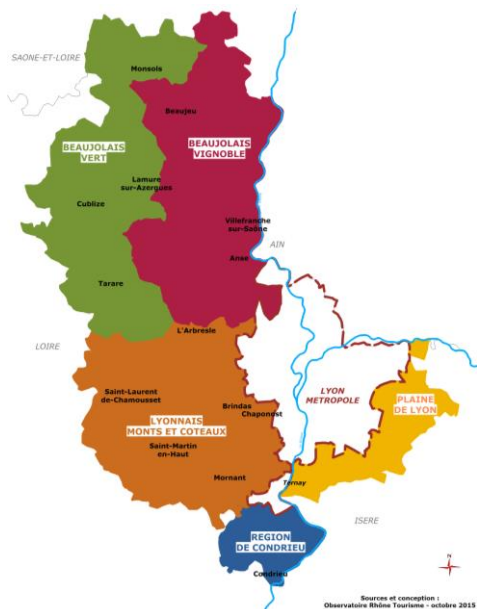 SAÔNE-ET-LOIRE
Monsols
Beaujeu
BEAUJOLAIS
VERT
BEAUJOLAIS
VIGNOBLE
Lamure
sur-Azergues
Cublize
Villefranche
sur-Saône
AIN
Anse
Tarare
L'Arbresle
LOIRE
LYON
METROPOLE
PLAINE
DE LYON
Saint-Laurent
de-Chamousset
Brindas
Chaponost
LYONNAIS
MONTS ET COTEAUX
Saint-Martin
en-Haut
Mornant
Ternay
ISERE
REGION
DE CONDRIEU
Condrieu
N
Sources et conception :
Observatoire Rhône Tourisme - octobre 2015